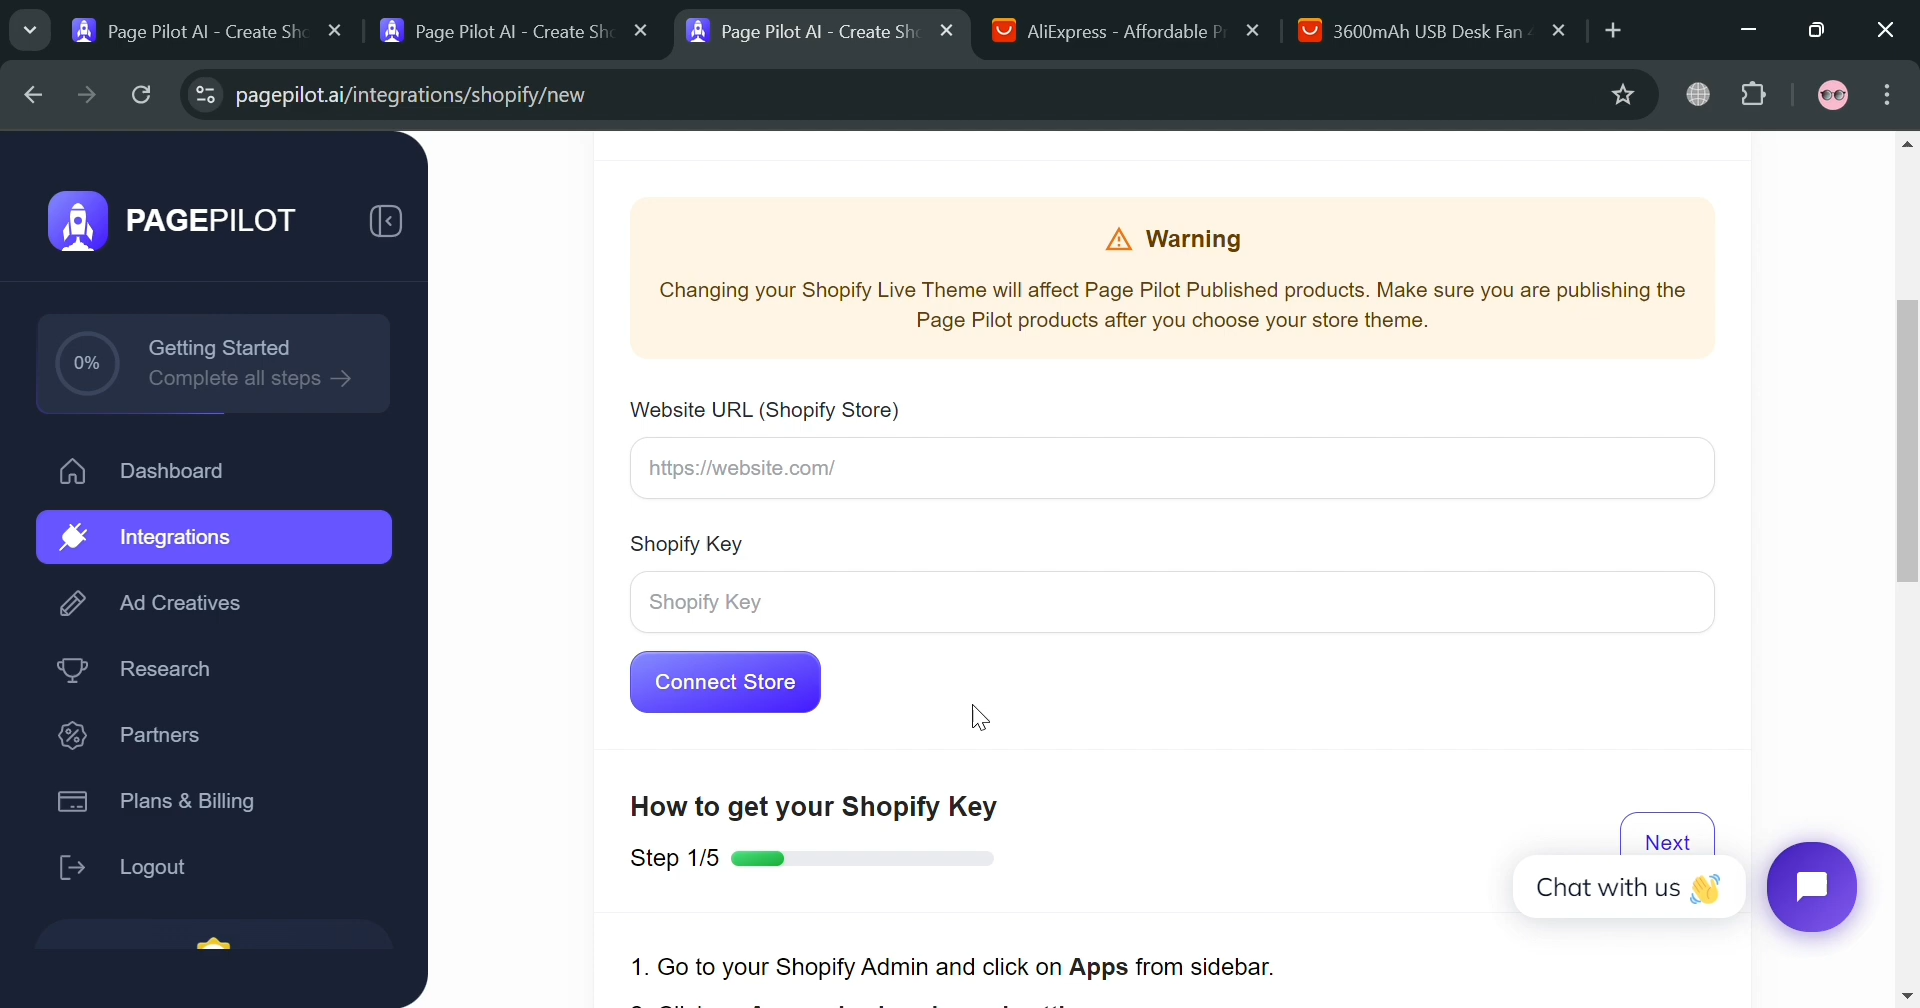 Page Pilot AI - Create Sho
Page Pilot AI - Create Sho
Page Pilot AI - Create Sho
AliExpress - Affordable Pr
3600mAh USB Desk Fan
pagepilot.ai/integrations/shopify/new
PAGEPILOT
0%
Getting Started
Complete all steps →
Dashboard
Integrations
Ad Creatives
Research
Partners
Plans & Billing
Logout
Warning
Changing your Shopify Live Theme will affect Page Pilot Published products. Make sure you are publishing the
Page Pilot products after you choose your store theme.
Website URL (Shopify Store)
https://website.com/
Shopify Key
Shopify Key
Connect Store
How to get your Shopify Key
Step 1/5
Next
Chat with us 👋
1. Go to your Shopify Admin and click on Apps from sidebar.